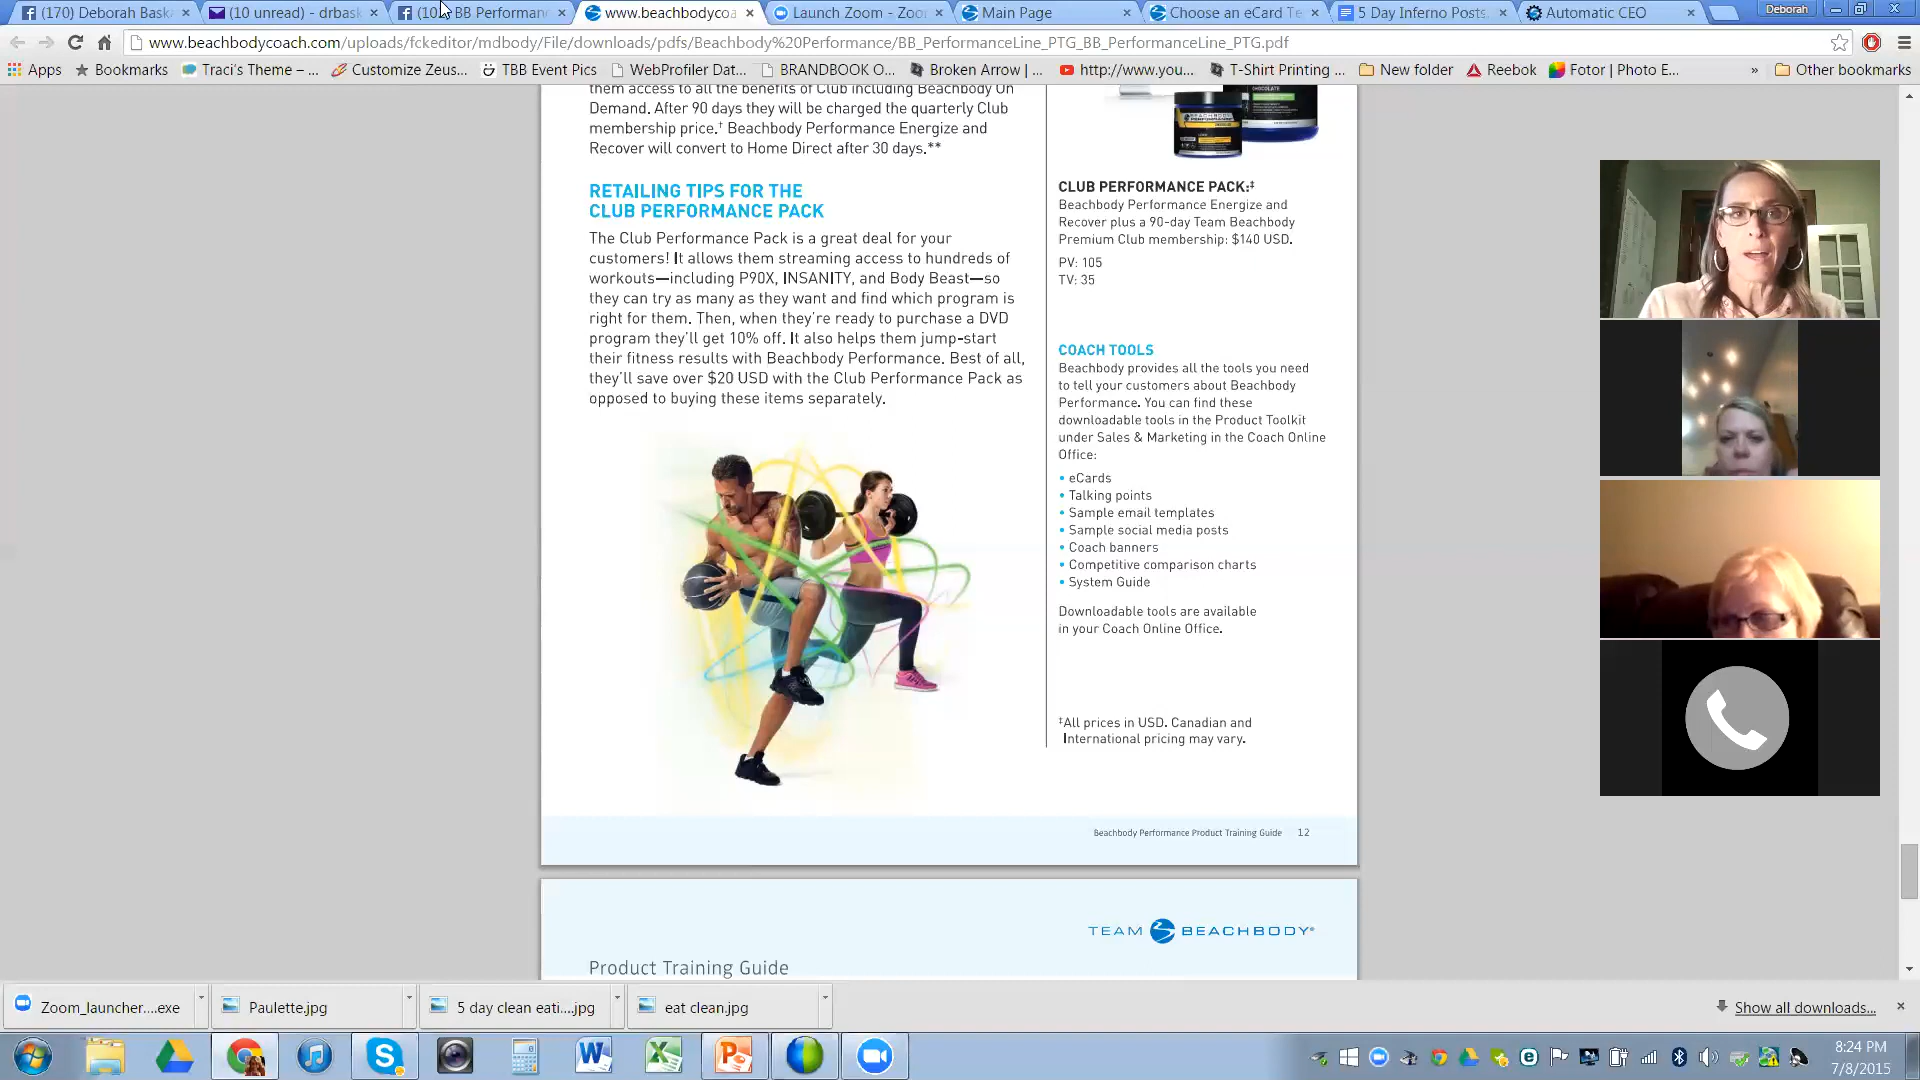 (170) Deborah Bask
(10 unread) - drbask
BB Performan
www.beachbodycoa
Launch Zoom - Zoo
Main Page
Choose an eCard Te
5 Day Inferno Posts
Automatic CEO
Deborah
www.beachbodycoach.com/uploads/fckeditor/mdbody/File/downloads/pdfs/Beachbody%20Performance/BB_PerformanceLine_PTG_BB_PerformanceLine_PTG.pdf
Apps
Bookmarks
Traci's Theme – ...
Customize Zeus...
TBB Event Pics
WebProfiler Dat...
BRANDBOOK O...
Broken Arrow | ...
http://www.you...
T-Shirt Printing ...
New folder
Reebok
Fotor | Photo E...
»
Other bookmarks
them access to all the benefits of Club including Beachbody On
Demand. After 90 days they will be charged the quarterly Club
membership price.† Beachbody Performance Energize and
Recover will convert to Home Direct after 30 days.**
RETAILING TIPS FOR THE
CLUB PERFORMANCE PACK
The Club Performance Pack is a great deal for your
customers! It allows them streaming access to hundreds of
workouts—including P90X, INSANITY, and Body Beast—so
they can try as many as they want and find which program is
right for them. Then, when they're ready to purchase a DVD
program they'll get 10% off. It also helps them jump-start
their fitness results with Beachbody Performance. Best of all,
they'll save over $20 USD with the Club Performance Pack as
opposed to buying these items separately.
CHOCOLATE
CLUB PERFORMANCE PACK:‡
Beachbody Performance Energize and
Recover plus a 90-day Team Beachbody
Premium Club membership: $140 USD.
PV: 105
TV: 35
COACH TOOLS
Beachbody provides all the tools you need
to tell your customers about Beachbody
Performance. You can find these
downloadable tools in the Product Toolkit
under Sales & Marketing in the Coach Online
Office:
• eCards
• Talking points
• Sample email templates
• Sample social media posts
• Coach banners
• Competitive comparison charts
• System Guide
Downloadable tools are available
in your Coach Online Office.
‡All prices in USD. Canadian and
International pricing may vary.
Beachbody Performance Product Training Guide 12
TEAM BEACHBODY®
Product Training Guide
Zoom_launcher....exe
Paulette.jpg
5 day clean eati....jpg
eat clean.jpg
Show all downloads...
8:24 PM
7/8/2015